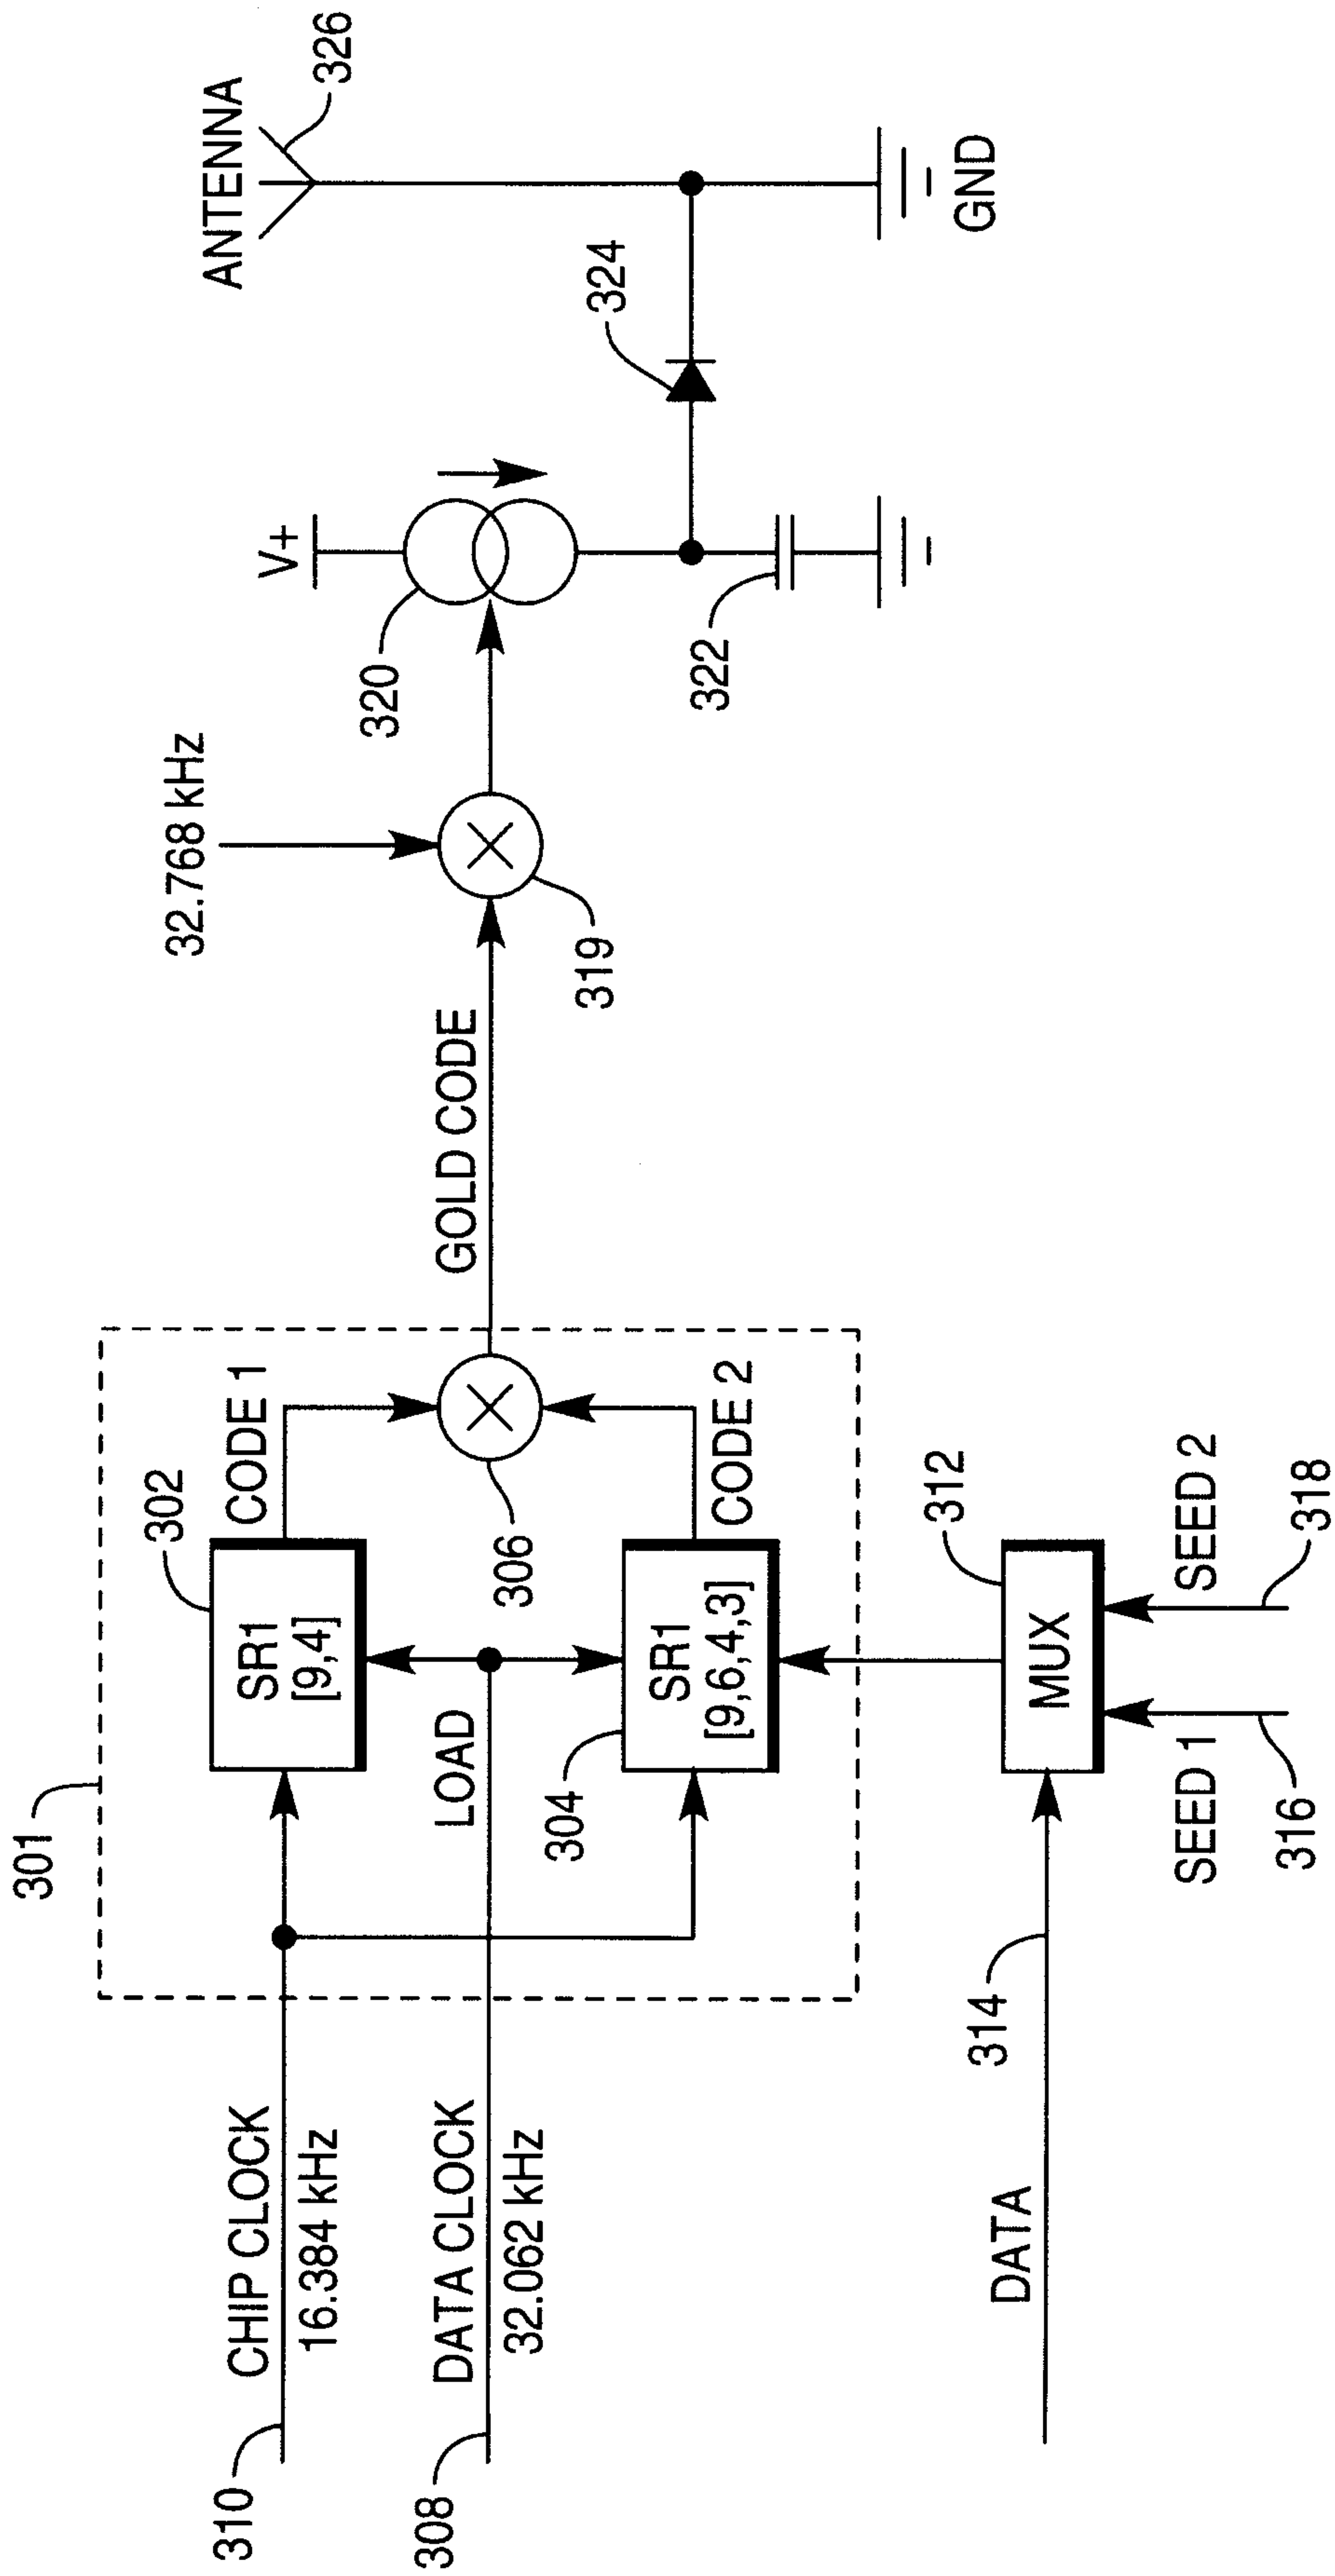 301
302
CODE 1
SR1
[9,4]
310
CHIP CLOCK
16.384 kHz
LOAD
306
GOLD CODE
32.768 kHz
319
320
V+
ANTENNA
326
308
DATA CLOCK
32.062 kHz
304
SR1
[9,6,4,3]
CODE 2
322
324
GND
314
DATA
312
MUX
SEED 1
316
SEED 2
318